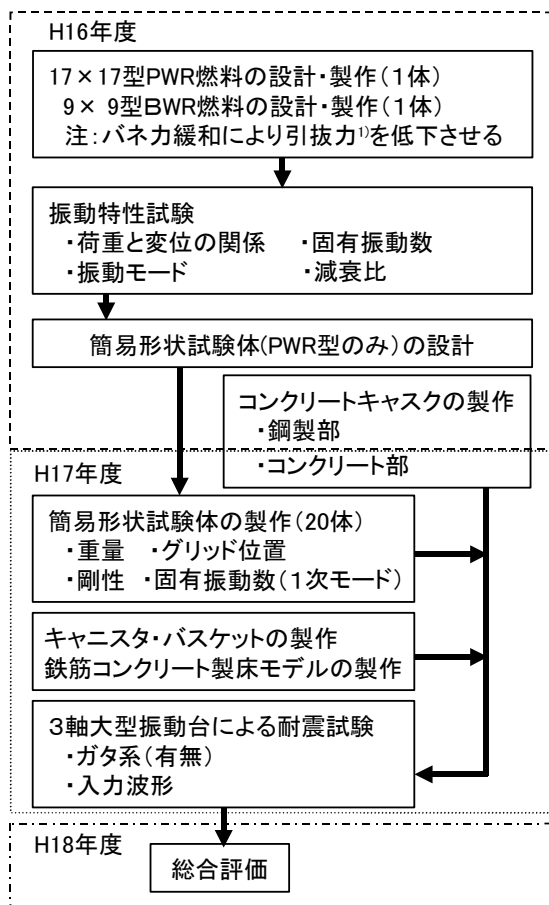 H16年度
17×17型PWR燃料の設計・製作(1体)
9× 9型BWR燃料の設計・製作(1体)
注:バネ力緩和により引抜力1)を低下させる
振動特性試験
・荷重と変位の関係 ・固有振動数
・振動モード ・減衰比
簡易形状試験体(PWR型のみ)の設計
コンクリートキャスクの製作
・鋼製部
・コンクリート部
H17年度
簡易形状試験体の製作(20体)
・重量 ・グリッド位置
・剛性 ・固有振動数(1次モード)
キャニスタ・バスケットの製作
鉄筋コンクリート製床モデルの製作
3軸大型振動台による耐震試験
・ガタ系(有無)
・入力波形
H18年度
総合評価